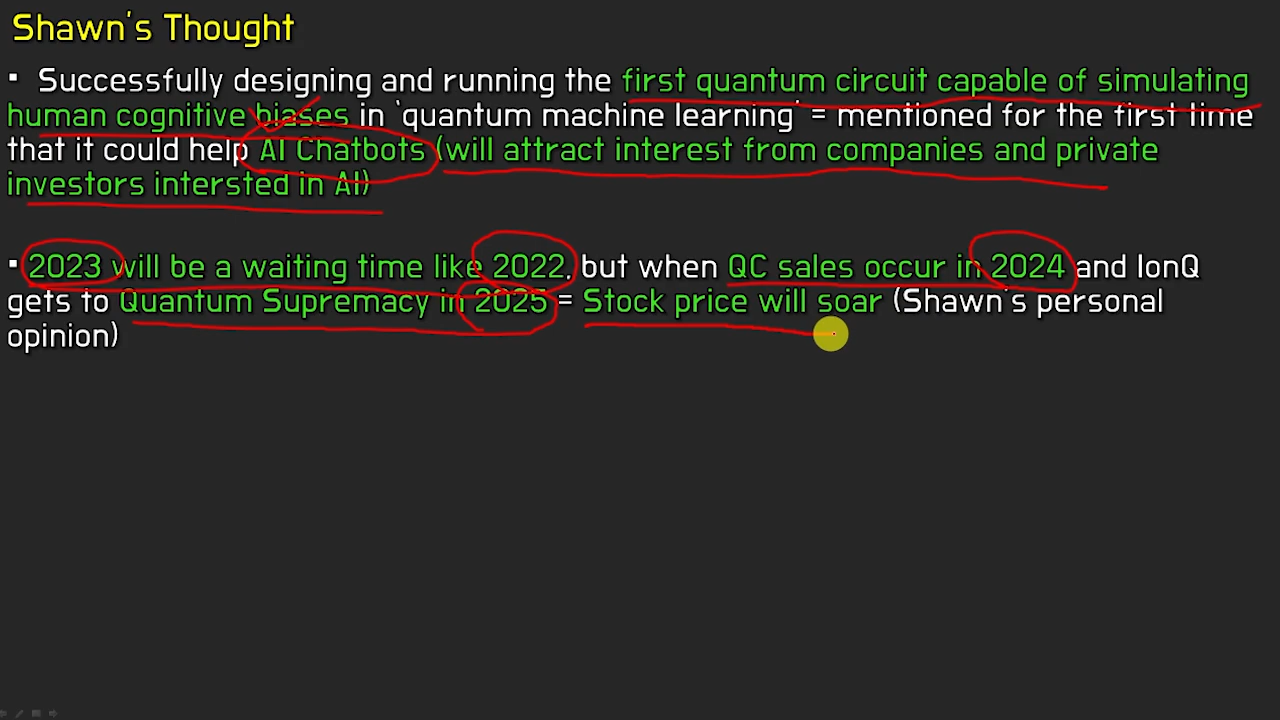 Shawn's Thought
▪ Successfully designing and running the first quantum circuit capable of simulating
human cognitive biases in `quantum machine learning` = mentioned for the first time
that it could help AI Chatbots (will attract interest from companies and private
investors intersted in AI)
▪ 2023 will be a waiting time like 2022, but when QC sales occur in 2024 and IonQ
gets to Quantum Supremacy in 2025 = Stock price will soar (Shawn's personal
opinion)